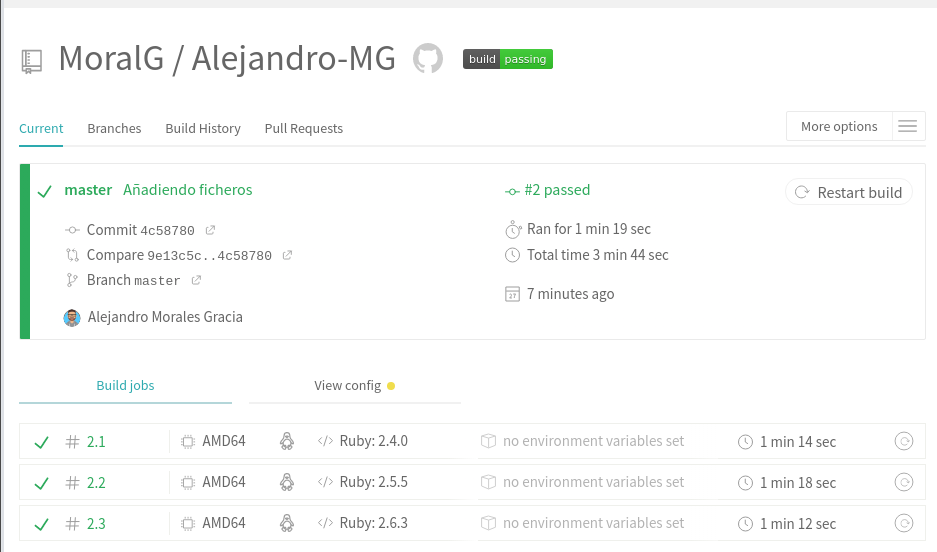 MoralG / Alejandro-MG build passing
Current Branches Build History Pull Requests More options
master Añadiendo ficheros #2 passed Restart build
Commit 4c58780 Ran for 1 min 19 sec
Compare 9e13c5c..4c58780 Total time 3 min 44 sec
Branch master
27 7 minutes ago
Alejandro Morales Gracia
Build jobs View config
# 2.1 AMD64 </> Ruby: 2.4.0 no environment variables set 1 min 14 sec
# 2.2 AMD64 </> Ruby: 2.5.5 no environment variables set 1 min 18 sec
# 2.3 AMD64 </> Ruby: 2.6.3 no environment variables set 1 min 12 sec